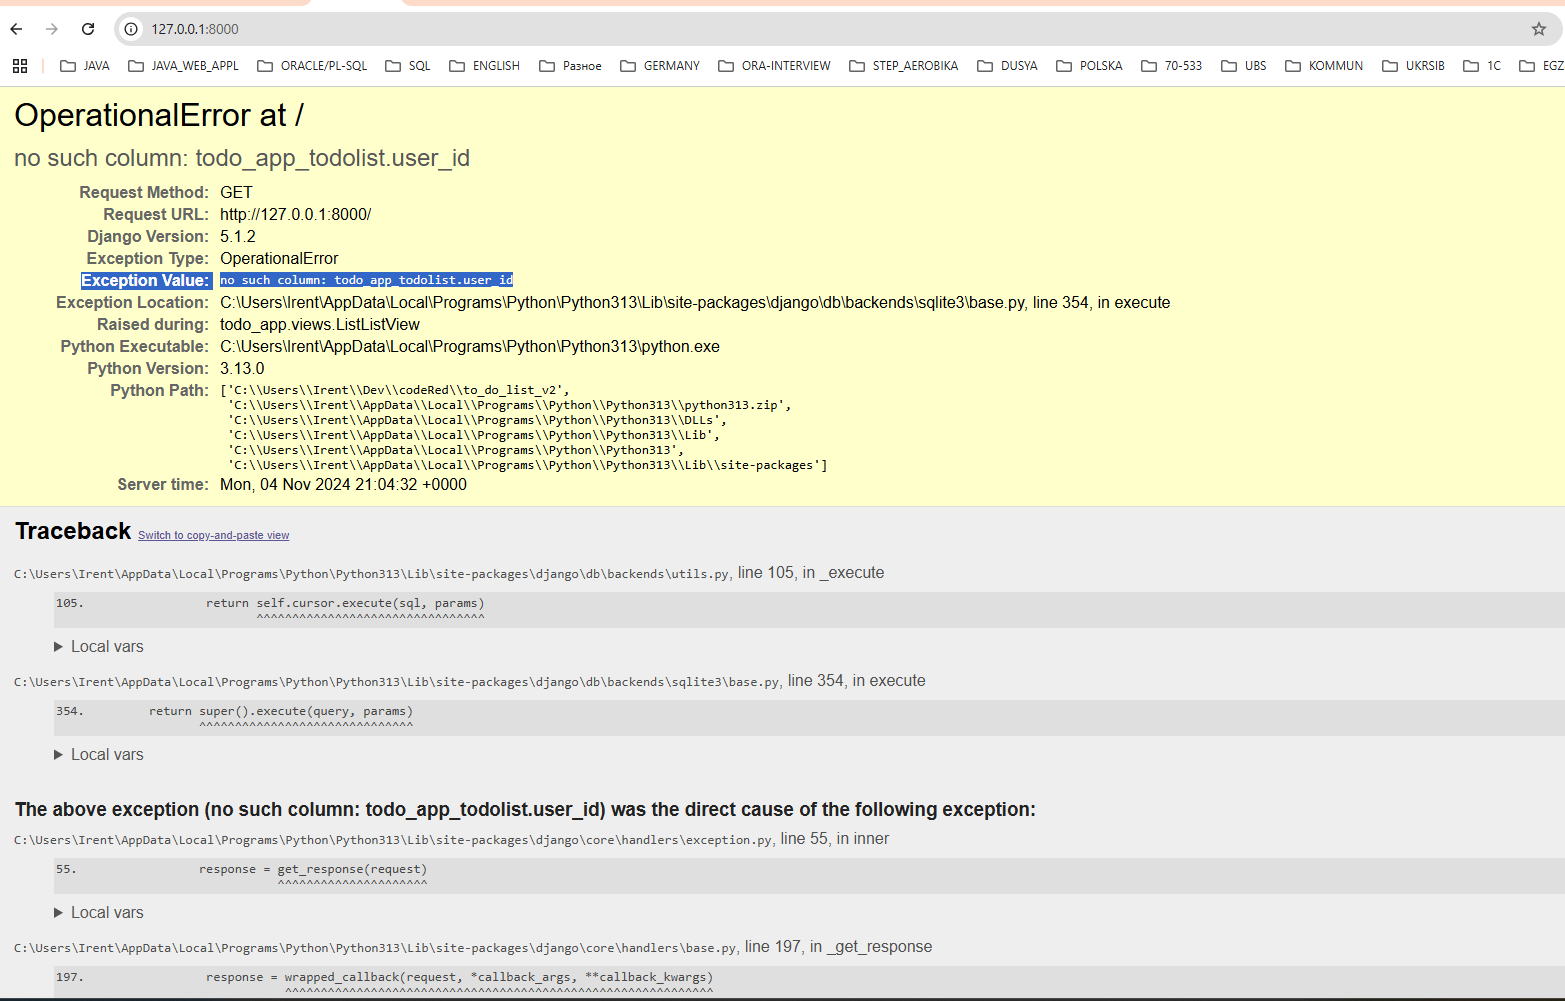 127.0.0.1:8000
JAVA JAVA_WEB_APPL ORACLE/PL-SQL SQL ENGLISH Разное GERMANY ORA-INTERVIEW STEP_AEROBIKA DUSYA POLSKA 70-533 UBS KOMMUN UKRSIB 1C EGZ
OperationalError at /
no such column: todo_app_todolist.user_id
Request Method: GET
Request URL: http://127.0.0.1:8000/
Django Version: 5.1.2
Exception Type: OperationalError
Exception Value: no such column: todo_app_todolist.user_id
Exception Location: C:\Users\Irent\AppData\Local\Programs\Python\Python313\Lib\site-packages\django\db\backends\sqlite3\base.py, line 354, in execute
Raised during: todo_app.views.ListListView
Python Executable: C:\Users\Irent\AppData\Local\Programs\Python\Python313\python.exe
Python Version: 3.13.0
Python Path: ['C:\\Users\\Irent\\Dev\\codeRed\\to_do_list_v2',
'C:\\Users\\Irent\\AppData\\Local\\Programs\\Python\\Python313\\python313.zip',
'C:\\Users\\Irent\\AppData\\Local\\Programs\\Python\\Python313\\DLLs',
'C:\\Users\\Irent\\AppData\\Local\\Programs\\Python\\Python313\\Lib',
'C:\\Users\\Irent\\AppData\\Local\\Programs\\Python\\Python313',
'C:\\Users\\Irent\\AppData\\Local\\Programs\\Python\\Python313\\Lib\\site-packages']
Server time: Mon, 04 Nov 2024 21:04:32 +0000
Traceback Switch to copy-and-paste view
C:\Users\Irent\AppData\Local\Programs\Python\Python313\Lib\site-packages\django\db\backends\utils.py, line 105, in _execute
105. return self.cursor.execute(sql, params)
^^^^^^^^^^^^^^^^^^^^^^^^^^^^^^^^
Local vars
C:\Users\Irent\AppData\Local\Programs\Python\Python313\Lib\site-packages\django\db\backends\sqlite3\base.py, line 354, in execute
354. return super().execute(query, params)
^^^^^^^^^^^^^^^^^^^^^^^^^^^^^^
Local vars
The above exception (no such column: todo_app_todolist.user_id) was the direct cause of the following exception:
C:\Users\Irent\AppData\Local\Programs\Python\Python313\Lib\site-packages\django\core\handlers\exception.py, line 55, in inner
55. response = get_response(request)
^^^^^^^^^^^^^^^^^^^^^
Local vars
C:\Users\Irent\AppData\Local\Programs\Python\Python313\Lib\site-packages\django\core\handlers\base.py, line 197, in _get_response
197. response = wrapped_callback(request, *callback_args, **callback_kwargs)
^^^^^^^^^^^^^^^^^^^^^^^^^^^^^^^^^^^^^^^^^^^^^^^^^^^^^^^^^^^^